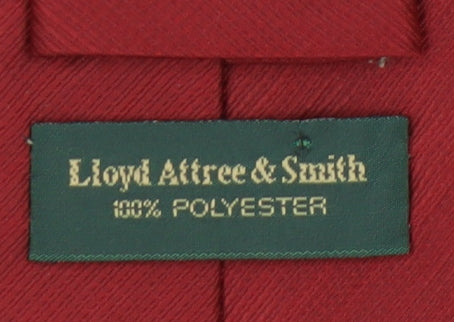 Lloyd Attree & Smith
100% POLYESTER